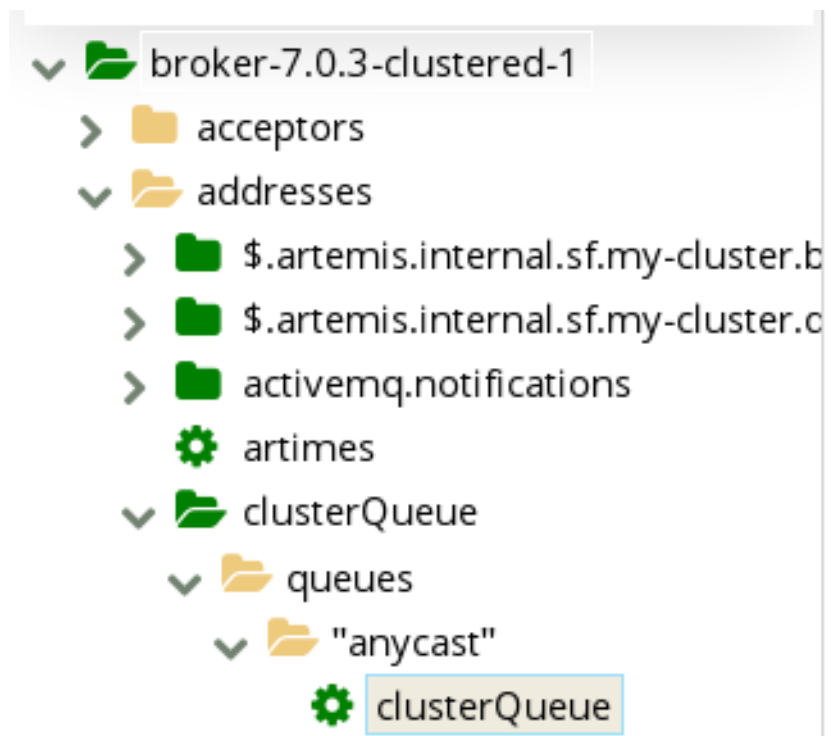 broker-7.0.3-clustered-1
acceptors
addresses
$.artemis.internal.sf.my-cluster.b
$.artemis.internal.sf.my-cluster.c
activemq.notifications
artimes
clusterQueue
queues
"anycast"
clusterQueue